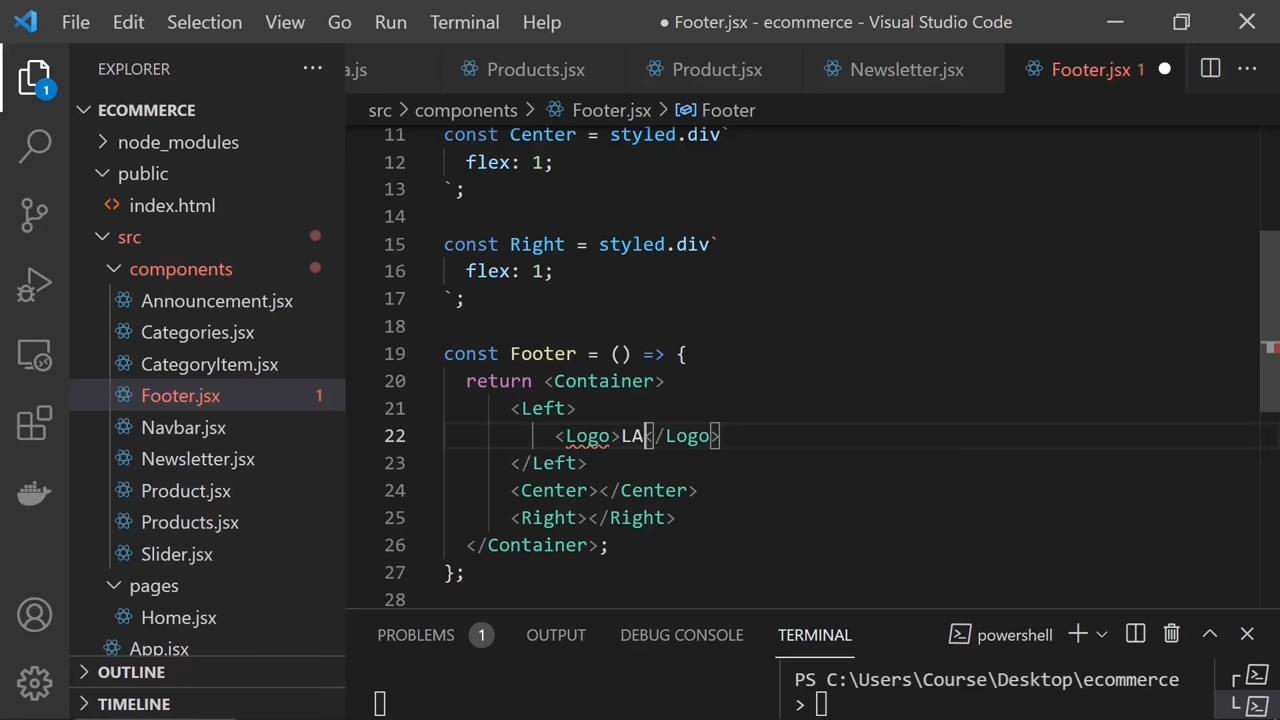 File Edit Selection View Go Run Terminal Help
● Footer.jsx - ecommerce - Visual Studio Code
EXPLORER
a.js Products.jsx Product.jsx Newsletter.jsx Footer.jsx 1
1
ECOMMERCE
node_modules
public
index.html
src
components
Announcement.jsx
Categories.jsx
CategoryItem.jsx
Footer.jsx 1
Navbar.jsx
Newsletter.jsx
Product.jsx
Products.jsx
Slider.jsx
pages
Home.jsx
App.jsx
OUTLINE
TIMELINE
src > components > Footer.jsx > Footer
11 const Center = styled.div`
12 flex: 1;
13 `;
14
15 const Right = styled.div`
16 flex: 1;
17 `;
18
19 const Footer = () => {
20 return <Container>
21 <Left>
22 <Logo>LA</Logo>
23 </Left>
24 <Center></Center>
25 <Right></Right>
26 </Container>;
27 };
28
PROBLEMS 1 OUTPUT DEBUG CONSOLE TERMINAL powershell
PS C:\Users\Course\Desktop\ecommerce
>